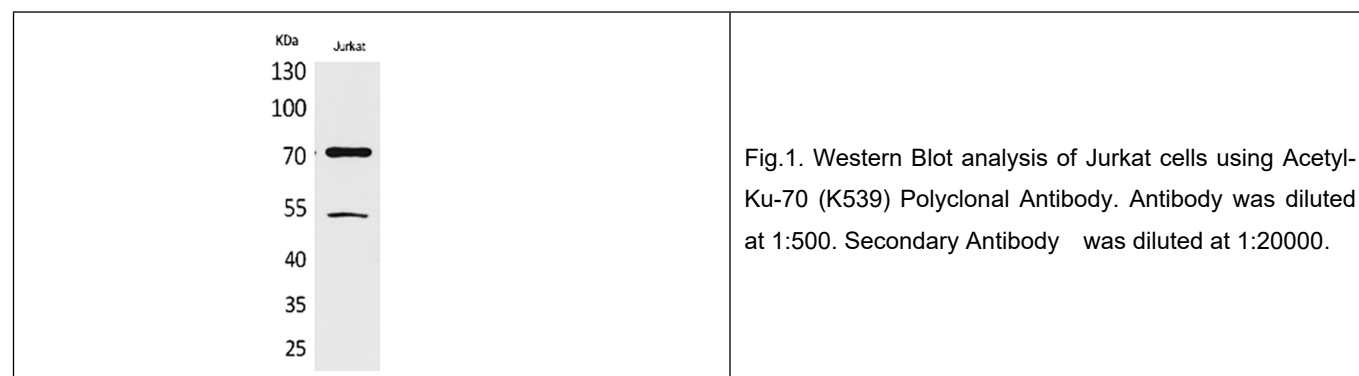 KDa
Jurkat
130
100
70
55
40
35
25
Fig.1. Western Blot analysis of Jurkat cells using Acetyl-
Ku-70 (K539) Polyclonal Antibody. Antibody was diluted
at 1:500. Secondary Antibody was diluted at 1:20000.